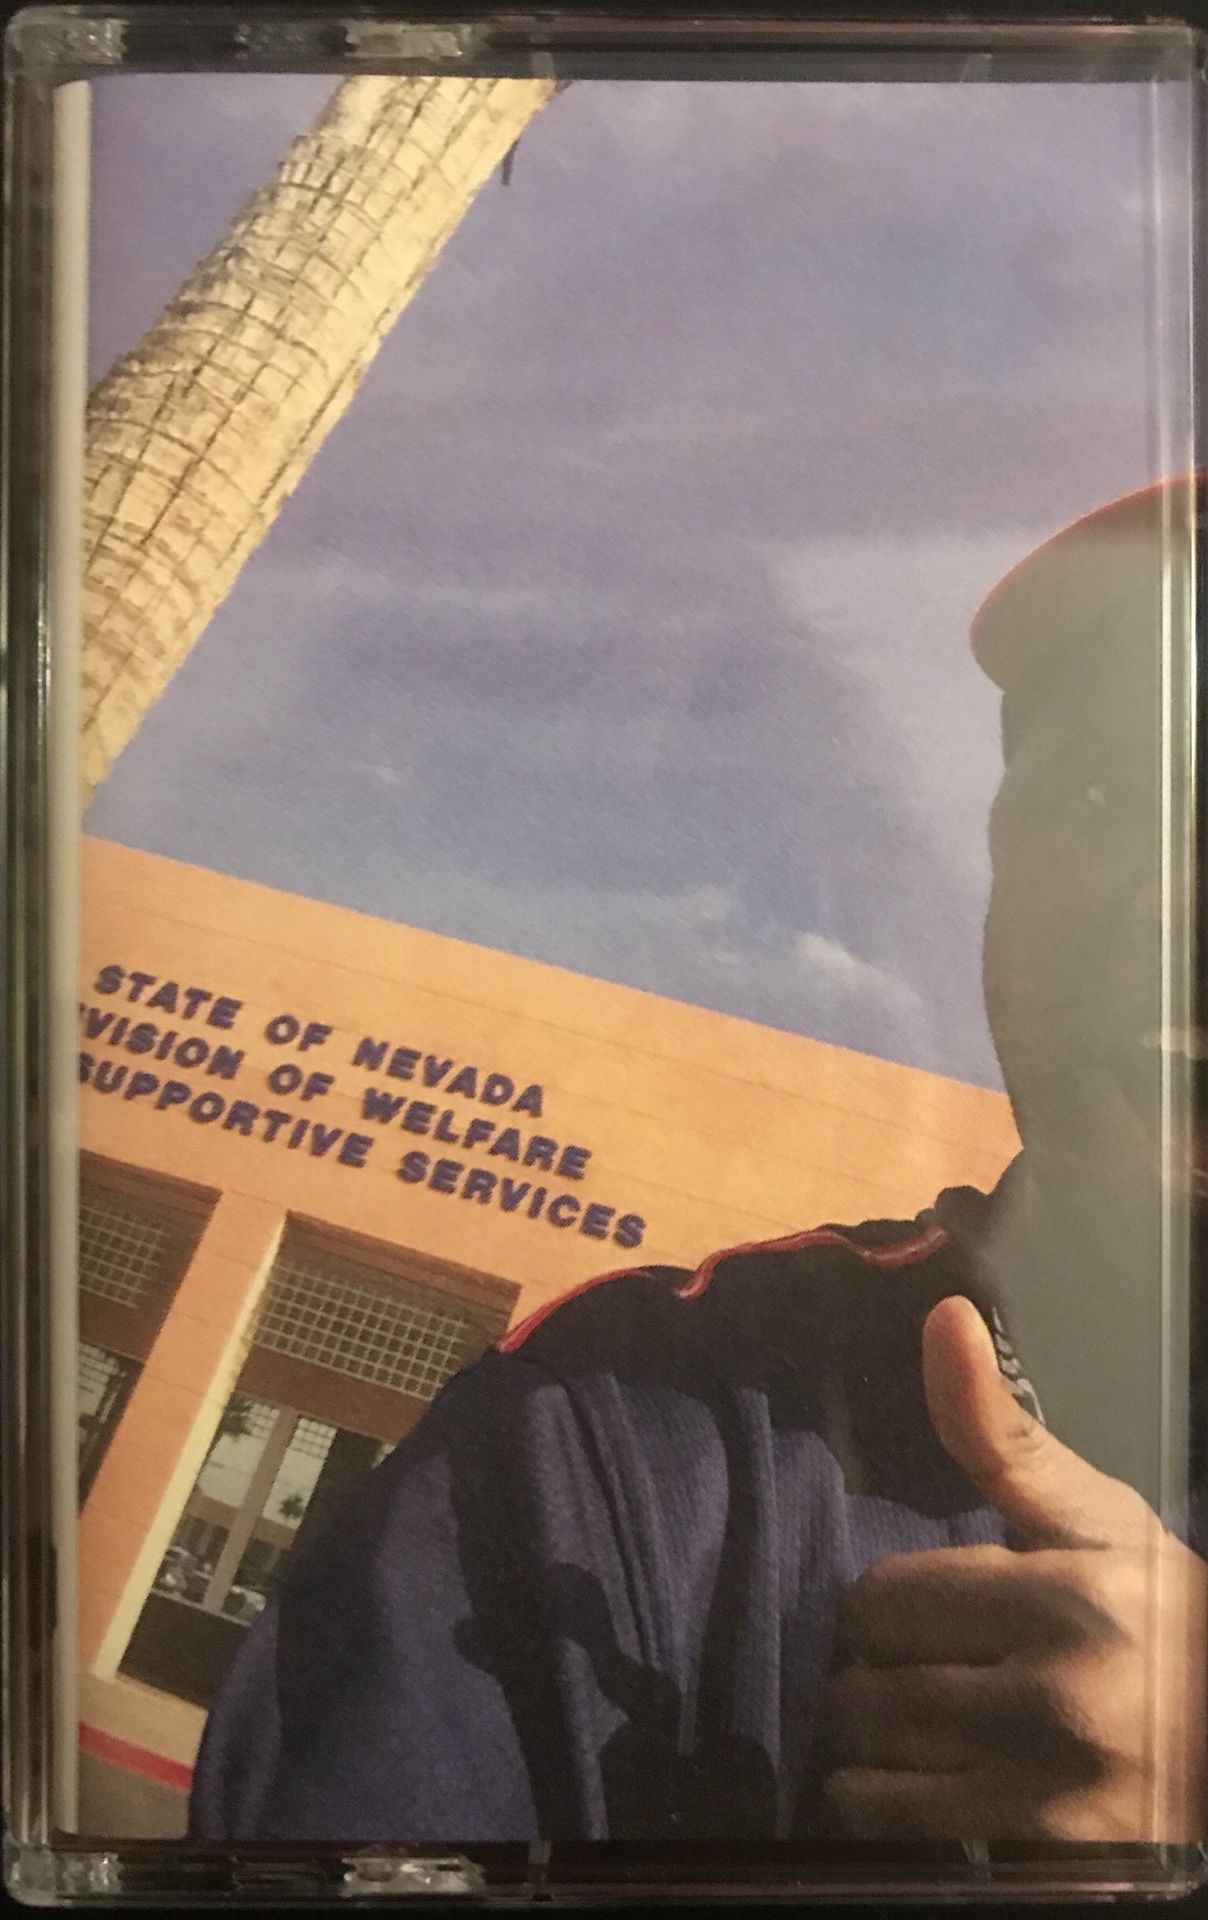 STATE OF NEVADA
VISION OF WELFARE
SUPPORTIVE SERVICES